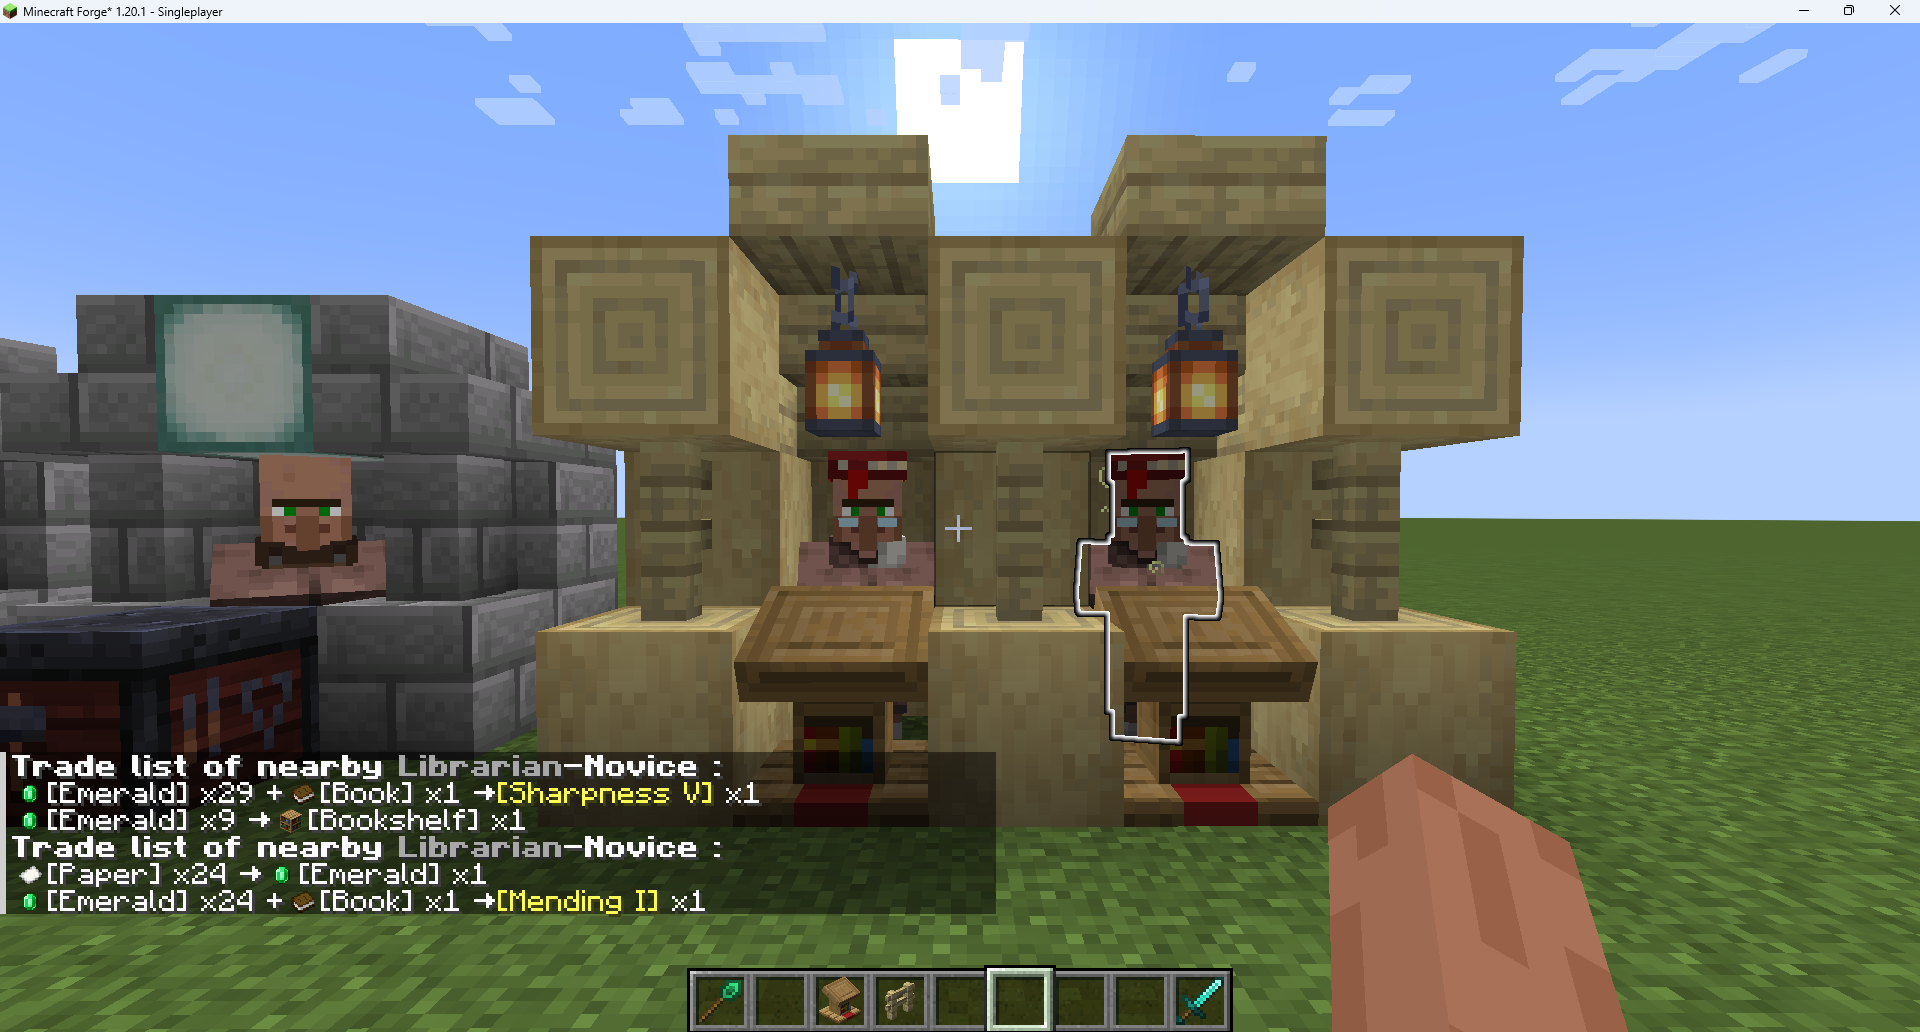 Minecraft Forge* 1.20.1 - Singleplayer
Trade list of nearby Librarian-Novice :
[Emerald] x29 + [Book] x1 →[Sharpness V] x1
[Emerald] x9 → [Bookshelf] x1
Trade list of nearby Librarian-Novice :
[Paper] x24 → [Emerald] x1
[Emerald] x24 + [Book] x1 →[Mending I] x1